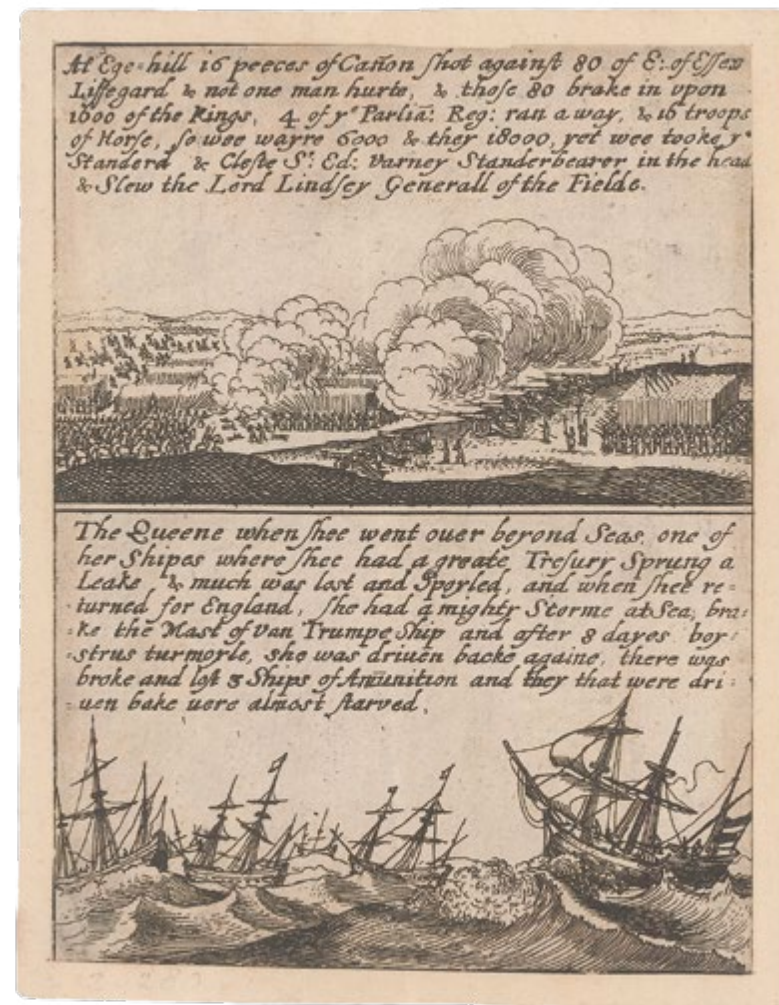 At Ege-hill 16 peeces of Cañon shot against 80 of E: of Essex
Liffegard & not one man hurte, & those 80 brake in vpon
1600 of the Kings, 4 of yᵉ Parliā: Reg: ran a way, & 16 troops
of Horse, so wee wayre 6000 & they 18000, yet wee tooke yᵉ
Standerd & Clefte Sʳ: Ed: Varney Standerbearer in the head
& Slew the Lord Lindsey Generall of the Fielde.
The Queene when shee went ouer beyond Seas, one of
her Shipes where shee had a greate Tresury Sprung a
Leake, & much was lost and Spoyled, and when shee re=
turned for England, she had a mighty Storme at Sea, bra=
=ke the Mast of Van Trumpe Ship and after 8 dayes boy=
=strus turmoyle, she was driuen backe againe, there was
broke and lost 3 Ships of Amunition and they that were dri=
=uen bake were almost starved.